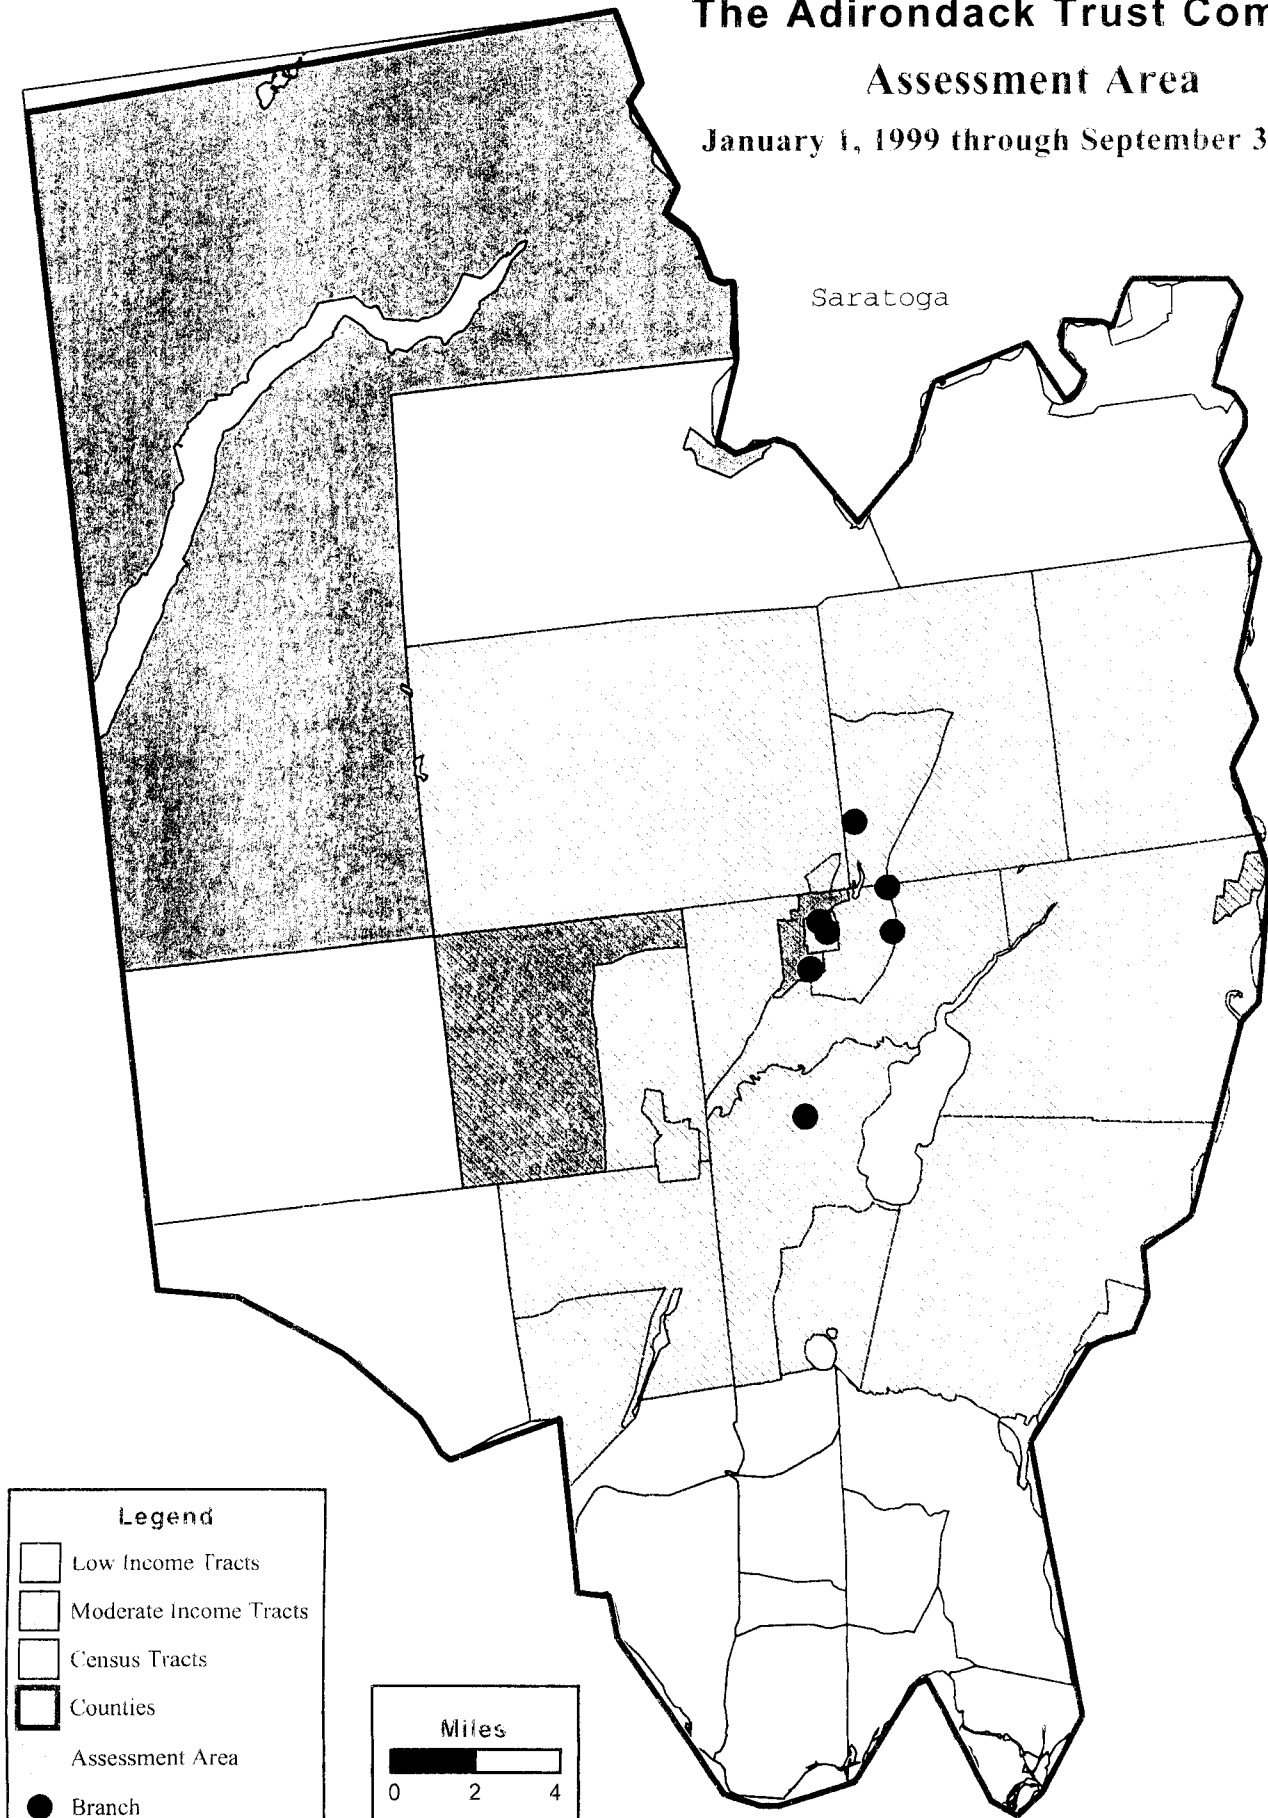 The Adirondack Trust Com
Assessment Area
January 1, 1999 through September 3
Saratoga
Legend
Low Income Tracts
Moderate Income Tracts
Census Tracts
Counties
Assessment Area
Branch
Miles
0 2 4